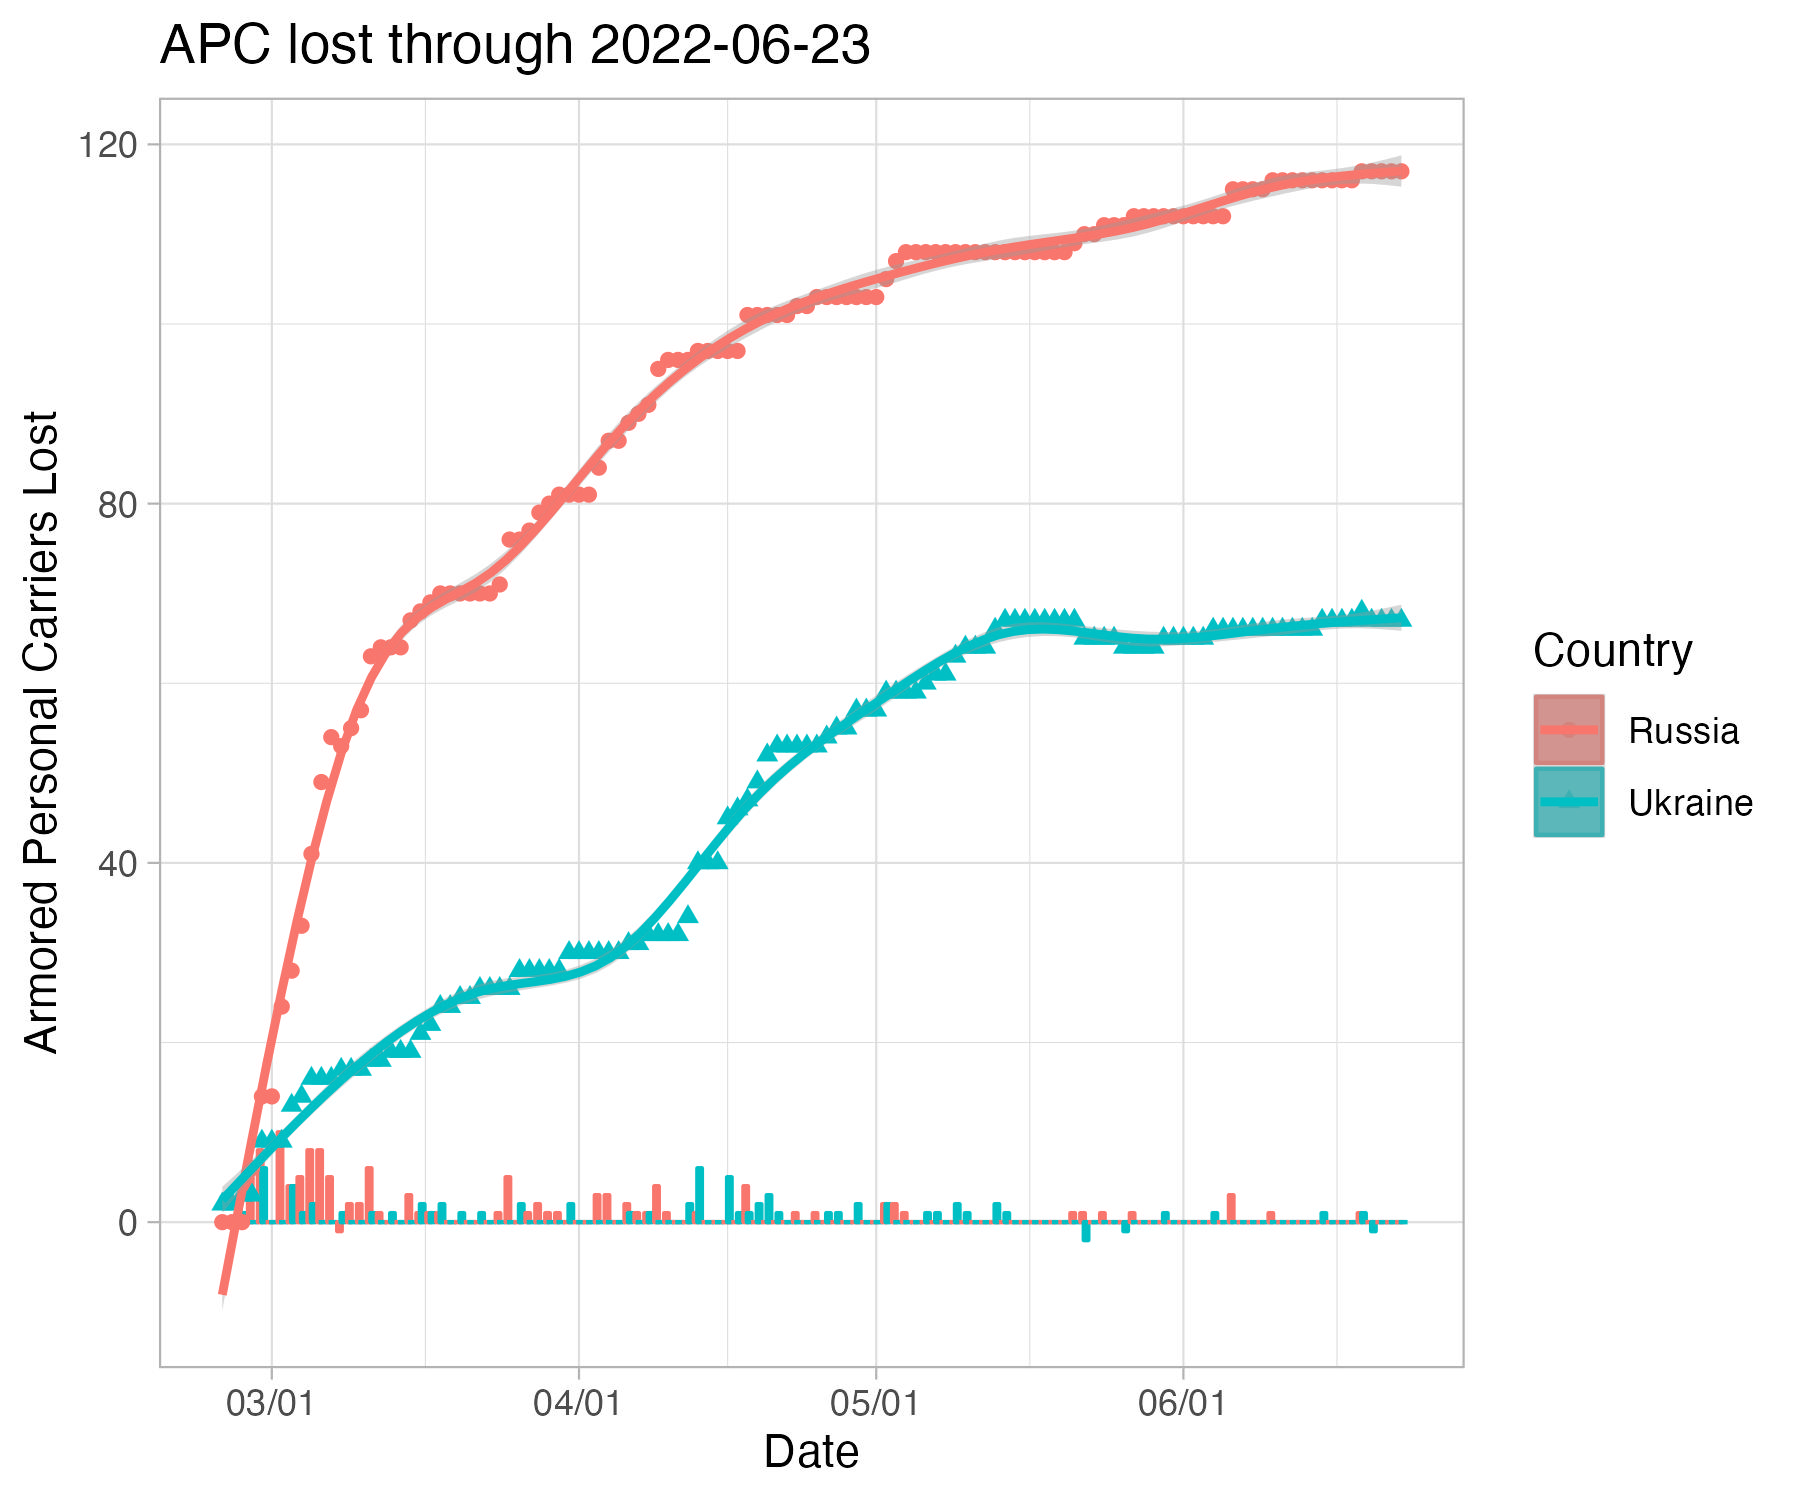 APC lost through 2022-06-23
Armored Personal Carriers Lost
120
80
40
0
03/01
04/01
05/01
06/01
Date
Country
Russia
Ukraine